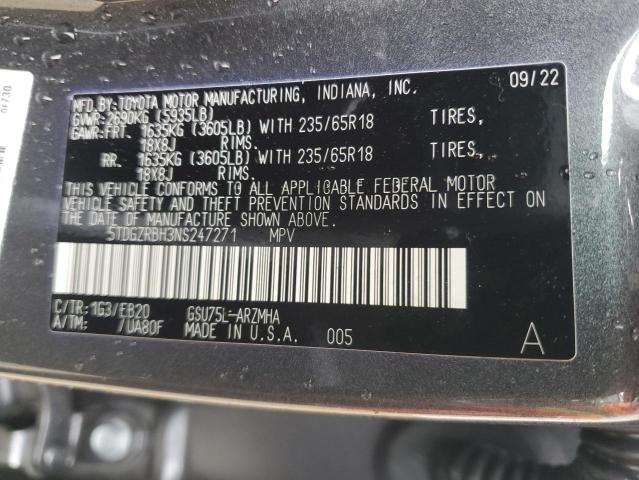 MFD.BY:TOYOTA MOTOR MANUFACTURING, INDIANA, INC. 09/22
GVWR:2690KG (5935LB)
GAWR:FRT. 1635KG (3605LB) WITH 235/65R18 TIRES,
18X8J RIMS.
RR. 1635KG (3605LB) WITH 235/65R18 TIRES,
18X8J RIMS.
THIS VEHICLE CONFORMS TO ALL APPLICABLE FEDERAL MOTOR
VEHICLE SAFETY AND THEFT PREVENTION STANDARDS IN EFFECT ON
THE DATE OF MANUFACTURE SHOWN ABOVE.
5TDGZRBH3NS247271 MPV
C/TR:1G3/EB20 GSU75L-ARZMHA
A/TM: /UA80F MADE IN U.S.A. 005 A